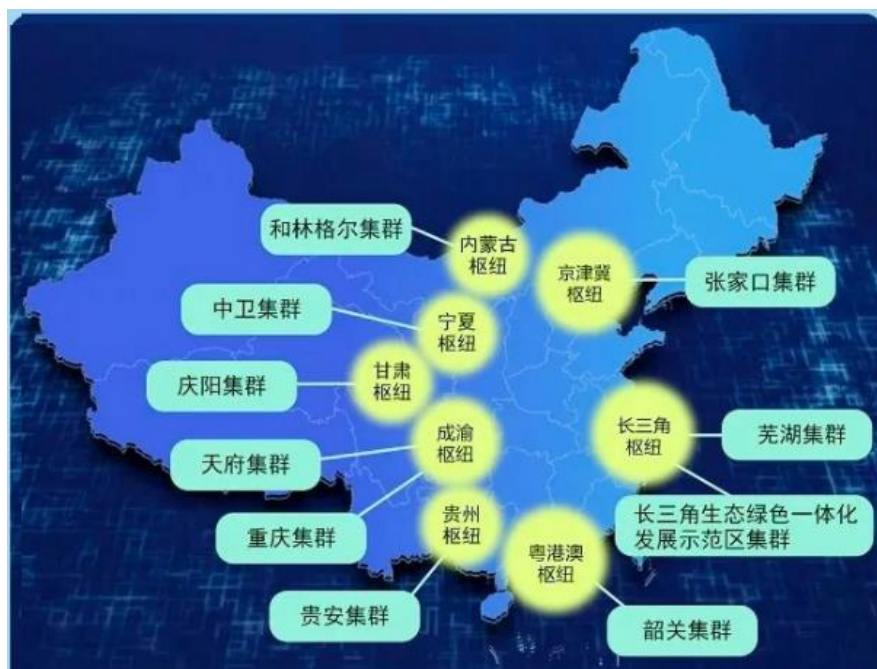 和林格尔集群
内蒙古
枢纽
京津冀
枢纽
张家口集群
中卫集群
宁夏
枢纽
庆阳集群
甘肃
枢纽
天府集群
成渝
枢纽
长三角
枢纽
芜湖集群
重庆集群
贵州
枢纽
长三角生态绿色一体化
发展示范区集群
粤港澳
枢纽
贵安集群
韶关集群